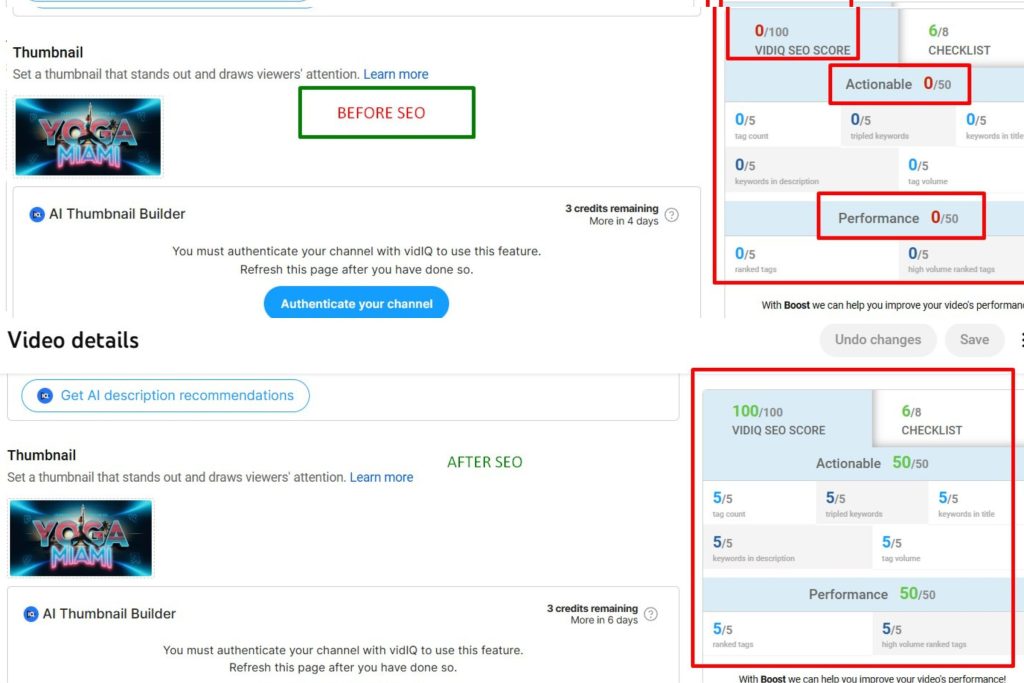 Thumbnail
Set a thumbnail that stands out and draws viewers' attention. Learn more
BEFORE SEO
YOGA
MIAMI
AI Thumbnail Builder
3 credits remaining
More in 4 days
?
You must authenticate your channel with vidIQ to use this feature.
Refresh this page after you have done so.
Authenticate your channel
0/100
VIDIQ SEO SCORE
6/8
CHECKLIST
Actionable 0/50
0/5
tag count
0/5
tripled keywords
0/5
keywords in title
0/5
keywords in description
0/5
tag volume
Performance 0/50
0/5
ranked tags
0/5
high volume ranked tags
With Boost we can help you improve your video's performanc
Video details
Undo changes
Save
Get AI description recommendations
Thumbnail
Set a thumbnail that stands out and draws viewers' attention. Learn more
AFTER SEO
YOGA
MIAMI
AI Thumbnail Builder
3 credits remaining
More in 6 days
?
You must authenticate your channel with vidIQ to use this feature.
Refresh this page after you have done so.
100/100
VIDIQ SEO SCORE
6/8
CHECKLIST
Actionable 50/50
5/5
tag count
5/5
tripled keywords
5/5
keywords in title
5/5
keywords in description
5/5
tag volume
Performance 50/50
5/5
ranked tags
5/5
high volume ranked tags
With Boost we can help you improve your video's performance!